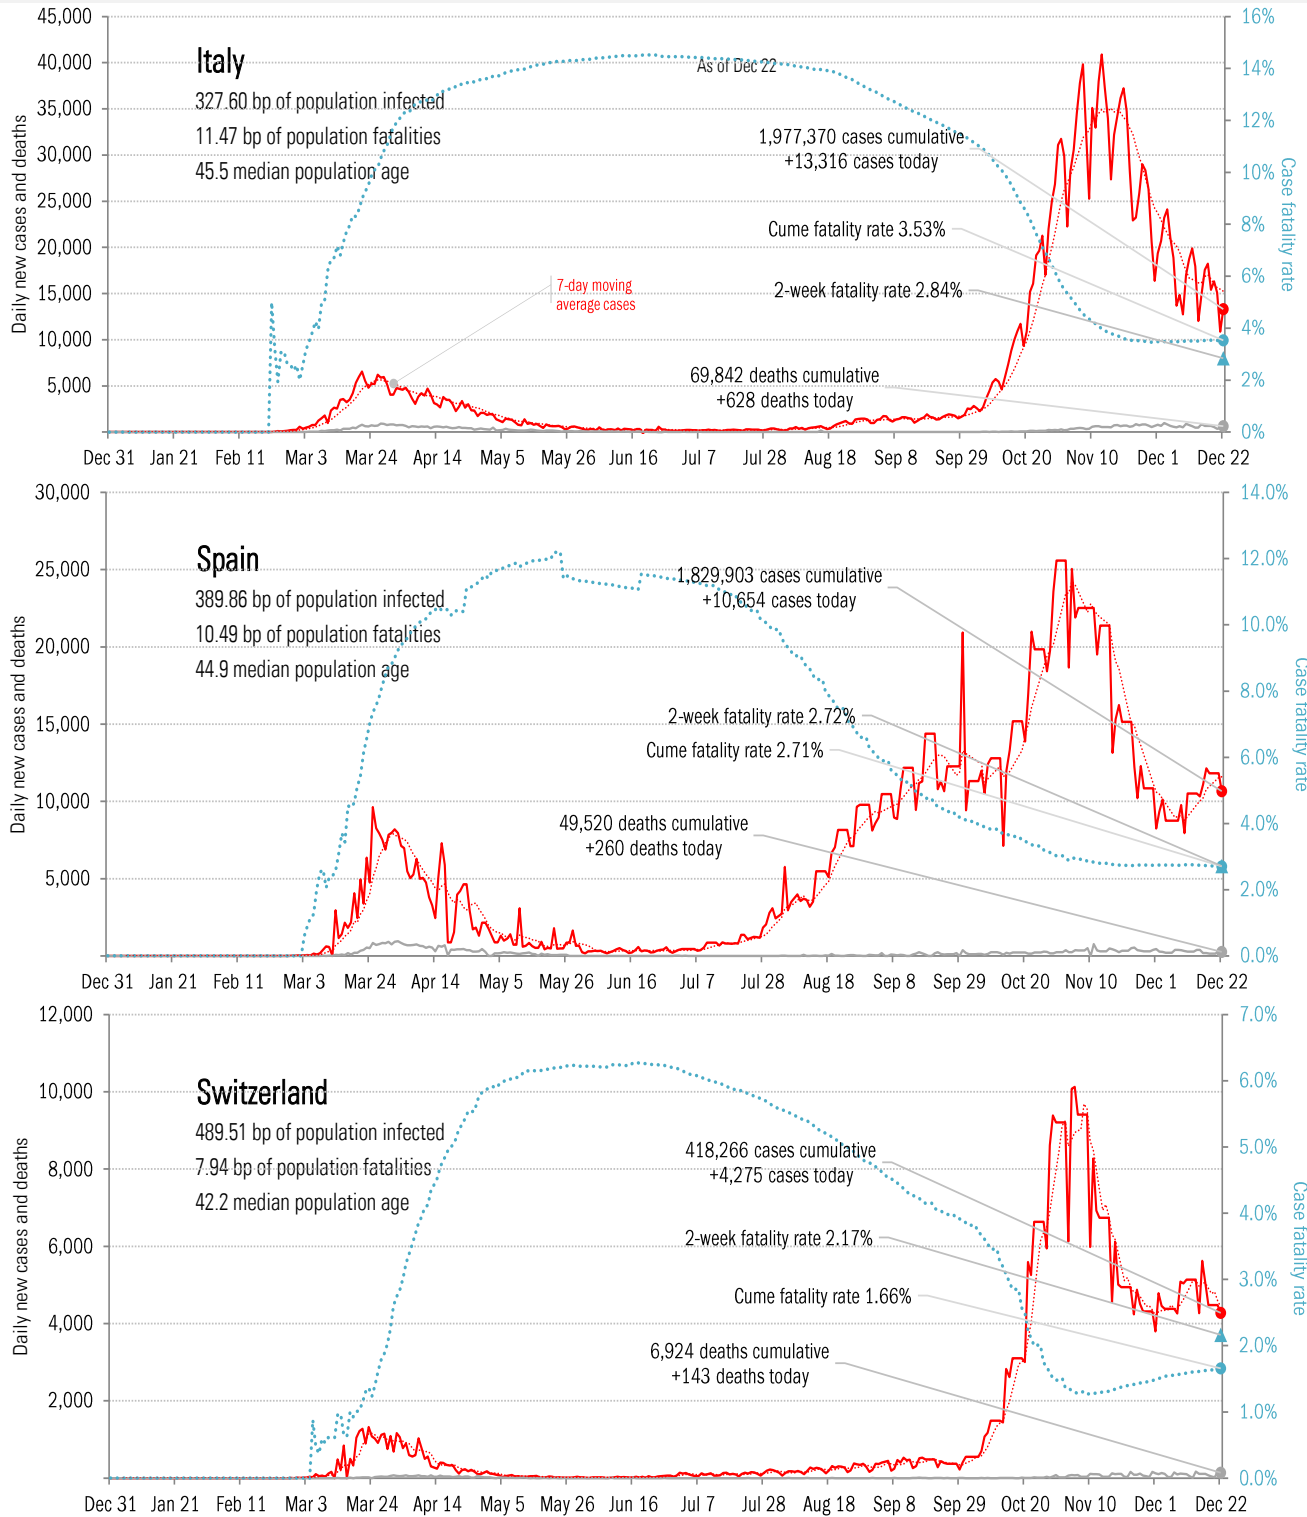 45,000
40,000
35,000
30,000
25,000
20,000
15,000
10,000
5,000
Daily new cases and deaths
16%
14%
12%
10%
8%
6%
4%
2%
0%
Case fatality rate
Italy
327.60 bp of population infected
11.47 bp of population fatalities
45.5 median population age
As of Dec 22
1,977,370 cases cumulative
+13,316 cases today
Cume fatality rate 3.53%
2-week fatality rate 2.84%
7-day moving
average cases
69,842 deaths cumulative
+628 deaths today
Dec 31 Jan 21 Feb 11 Mar 3 Mar 24 Apr 14 May 5 May 26 Jun 16 Jul 7 Jul 28 Aug 18 Sep 8 Sep 29 Oct 20 Nov 10 Dec 1 Dec 22
30,000
25,000
20,000
15,000
10,000
5,000
Daily new cases and deaths
14.0%
12.0%
10.0%
8.0%
6.0%
4.0%
2.0%
0.0%
Case fatality rate
Spain
389.86 bp of population infected
10.49 bp of population fatalities
44.9 median population age
1,829,903 cases cumulative
+10,654 cases today
2-week fatality rate 2.72%
Cume fatality rate 2.71%
49,520 deaths cumulative
+260 deaths today
Dec 31 Jan 21 Feb 11 Mar 3 Mar 24 Apr 14 May 5 May 26 Jun 16 Jul 7 Jul 28 Aug 18 Sep 8 Sep 29 Oct 20 Nov 10 Dec 1 Dec 22
12,000
10,000
8,000
6,000
4,000
2,000
Daily new cases and deaths
7.0%
6.0%
5.0%
4.0%
3.0%
2.0%
1.0%
0.0%
Case fatality rate
Switzerland
489.51 bp of population infected
7.94 bp of population fatalities
42.2 median population age
418,266 cases cumulative
+4,275 cases today
2-week fatality rate 2.17%
Cume fatality rate 1.66%
6,924 deaths cumulative
+143 deaths today
Dec 31 Jan 21 Feb 11 Mar 3 Mar 24 Apr 14 May 5 May 26 Jun 16 Jul 7 Jul 28 Aug 18 Sep 8 Sep 29 Oct 20 Nov 10 Dec 1 Dec 22